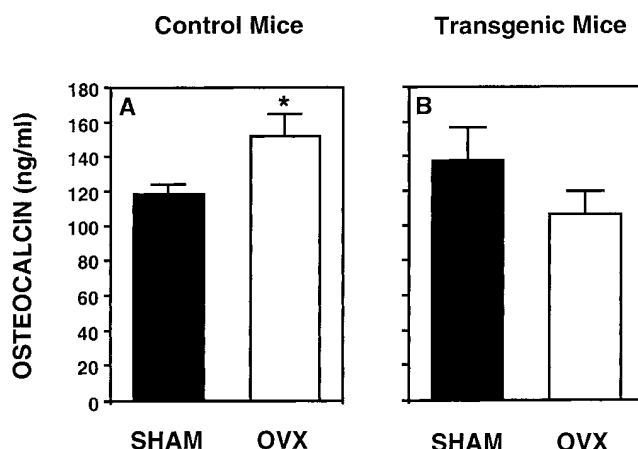 Control Mice Transgenic Mice
OSTEOCALCIN (ng/ml)
180
160
140
120
100
80
60
40
20
0
A
*
B
SHAM OVX SHAM OVX